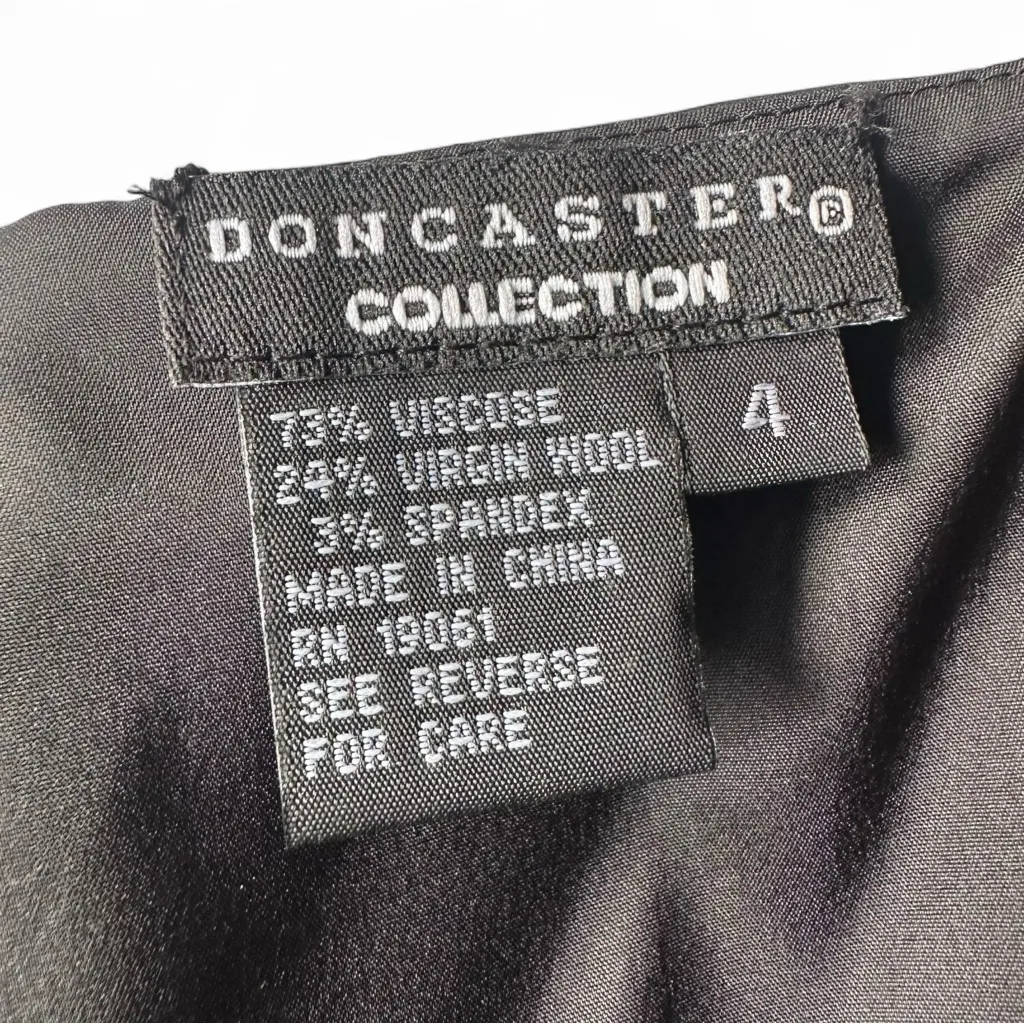 DONCASTER®
COLLECTION
4
73% VISCOSE
24% VIRGIN WOOL
3% SPANDEX
MADE IN CHINA
RN 19061
SEE REVERSE
FOR CARE